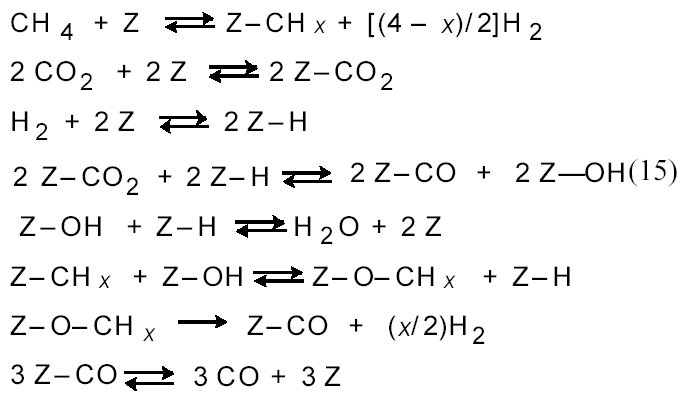 CH₄ + Z ⇌ Z–CHₓ + [(4 – x)/2]H₂
2 CO₂ + 2 Z ⇌ 2 Z–CO₂
H₂ + 2 Z ⇌ 2 Z–H
2 Z–CO₂ + 2 Z–H ⇌ 2 Z–CO + 2 Z—OH(15)
Z–OH + Z–H ⇌ H₂O + 2 Z
Z–CHₓ + Z–OH ⇌ Z–O–CHₓ + Z–H
Z–O–CHₓ → Z–CO + (x/2)H₂
3 Z–CO ⇌ 3 CO + 3 Z